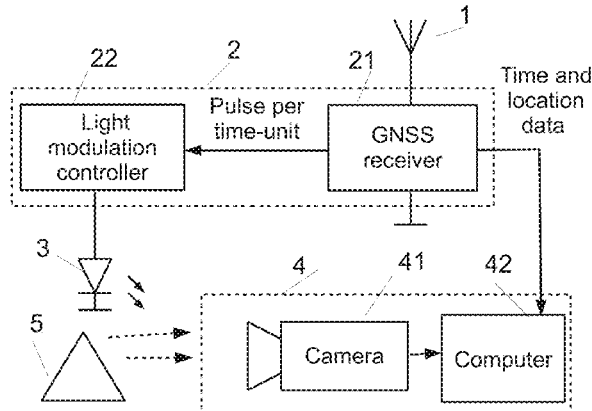 1
22
2
21
Time and
location
data
Light
modulation
controller
Pulse per
time-unit
GNSS
receiver
3
4
41
42
5
Camera
Computer